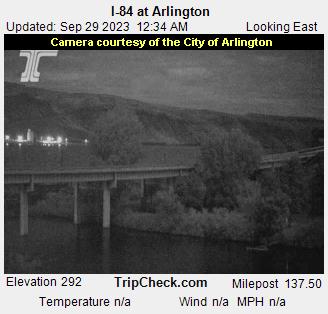 I-84 at Arlington
Updated: Sep 29 2023 12:34 AM Looking East
Camera courtesy of the City of Arlington
Elevation 292 TripCheck.com Milepost 137.50
Temperature n/a Wind n/a MPH n/a